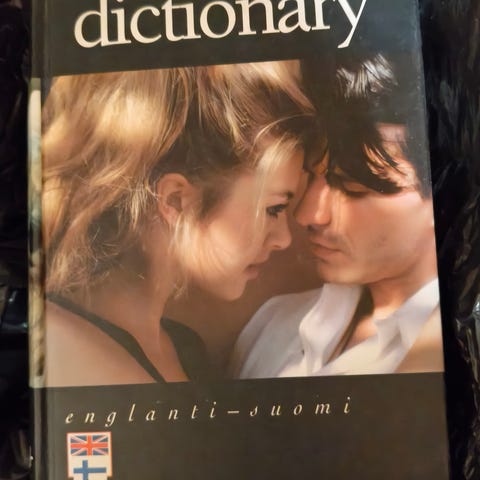 dictionary
englanti – suomi